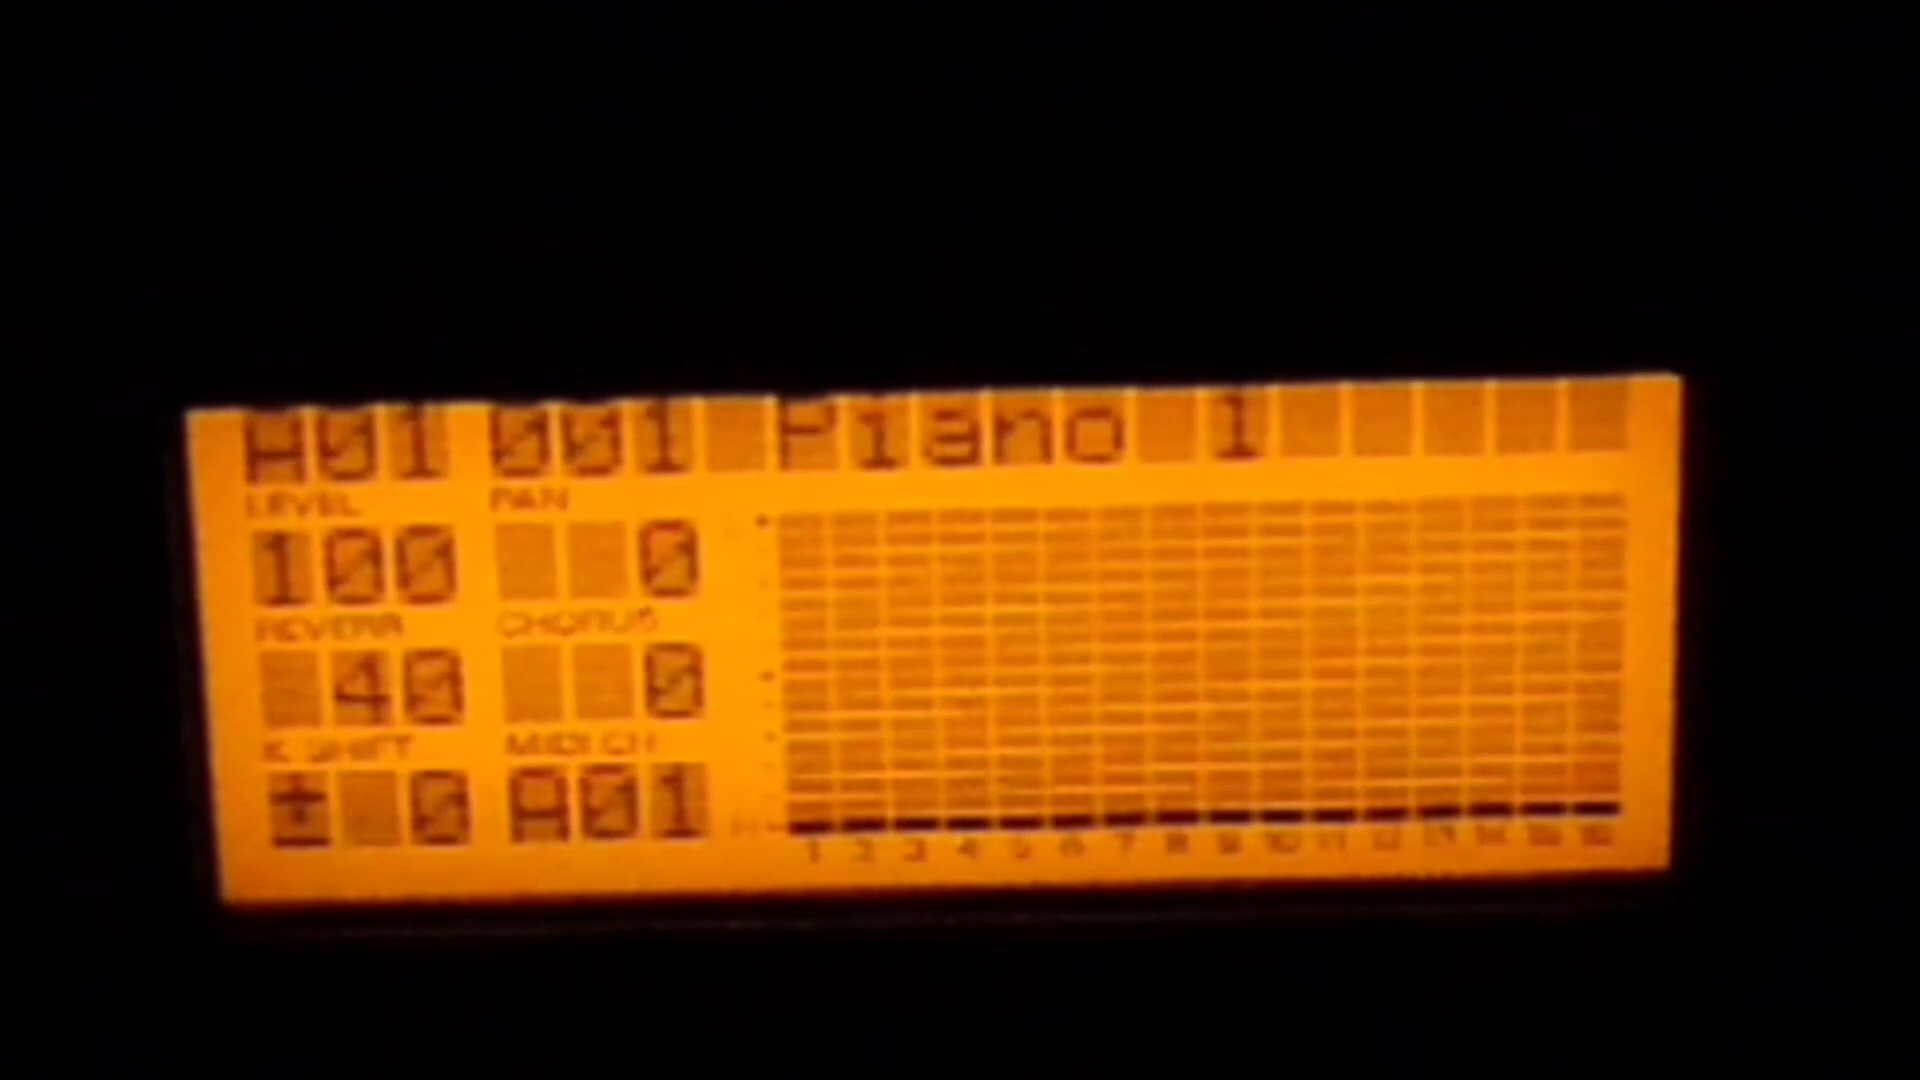 A01 001 Piano 1
LEVEL PAN
100 0
REVERB CHORUS
40 0
K SHIFT MIDI CH
± 0 A01
1 2 3 4 5 6 7 8 9 10 11 12 13 14 15 16